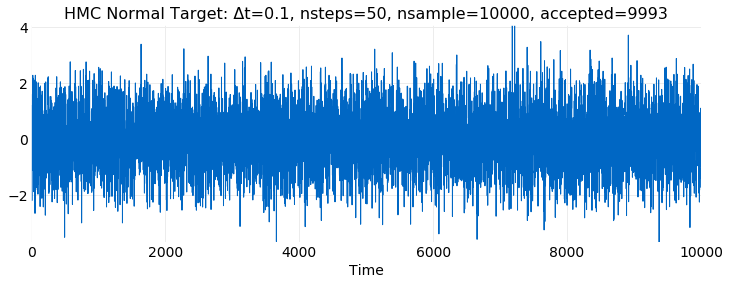 HMC Normal Target: Δt=0.1, nsteps=50, nsample=10000, accepted=9993
4
2
0
−2
0 2000 4000 6000 8000 10000
Time